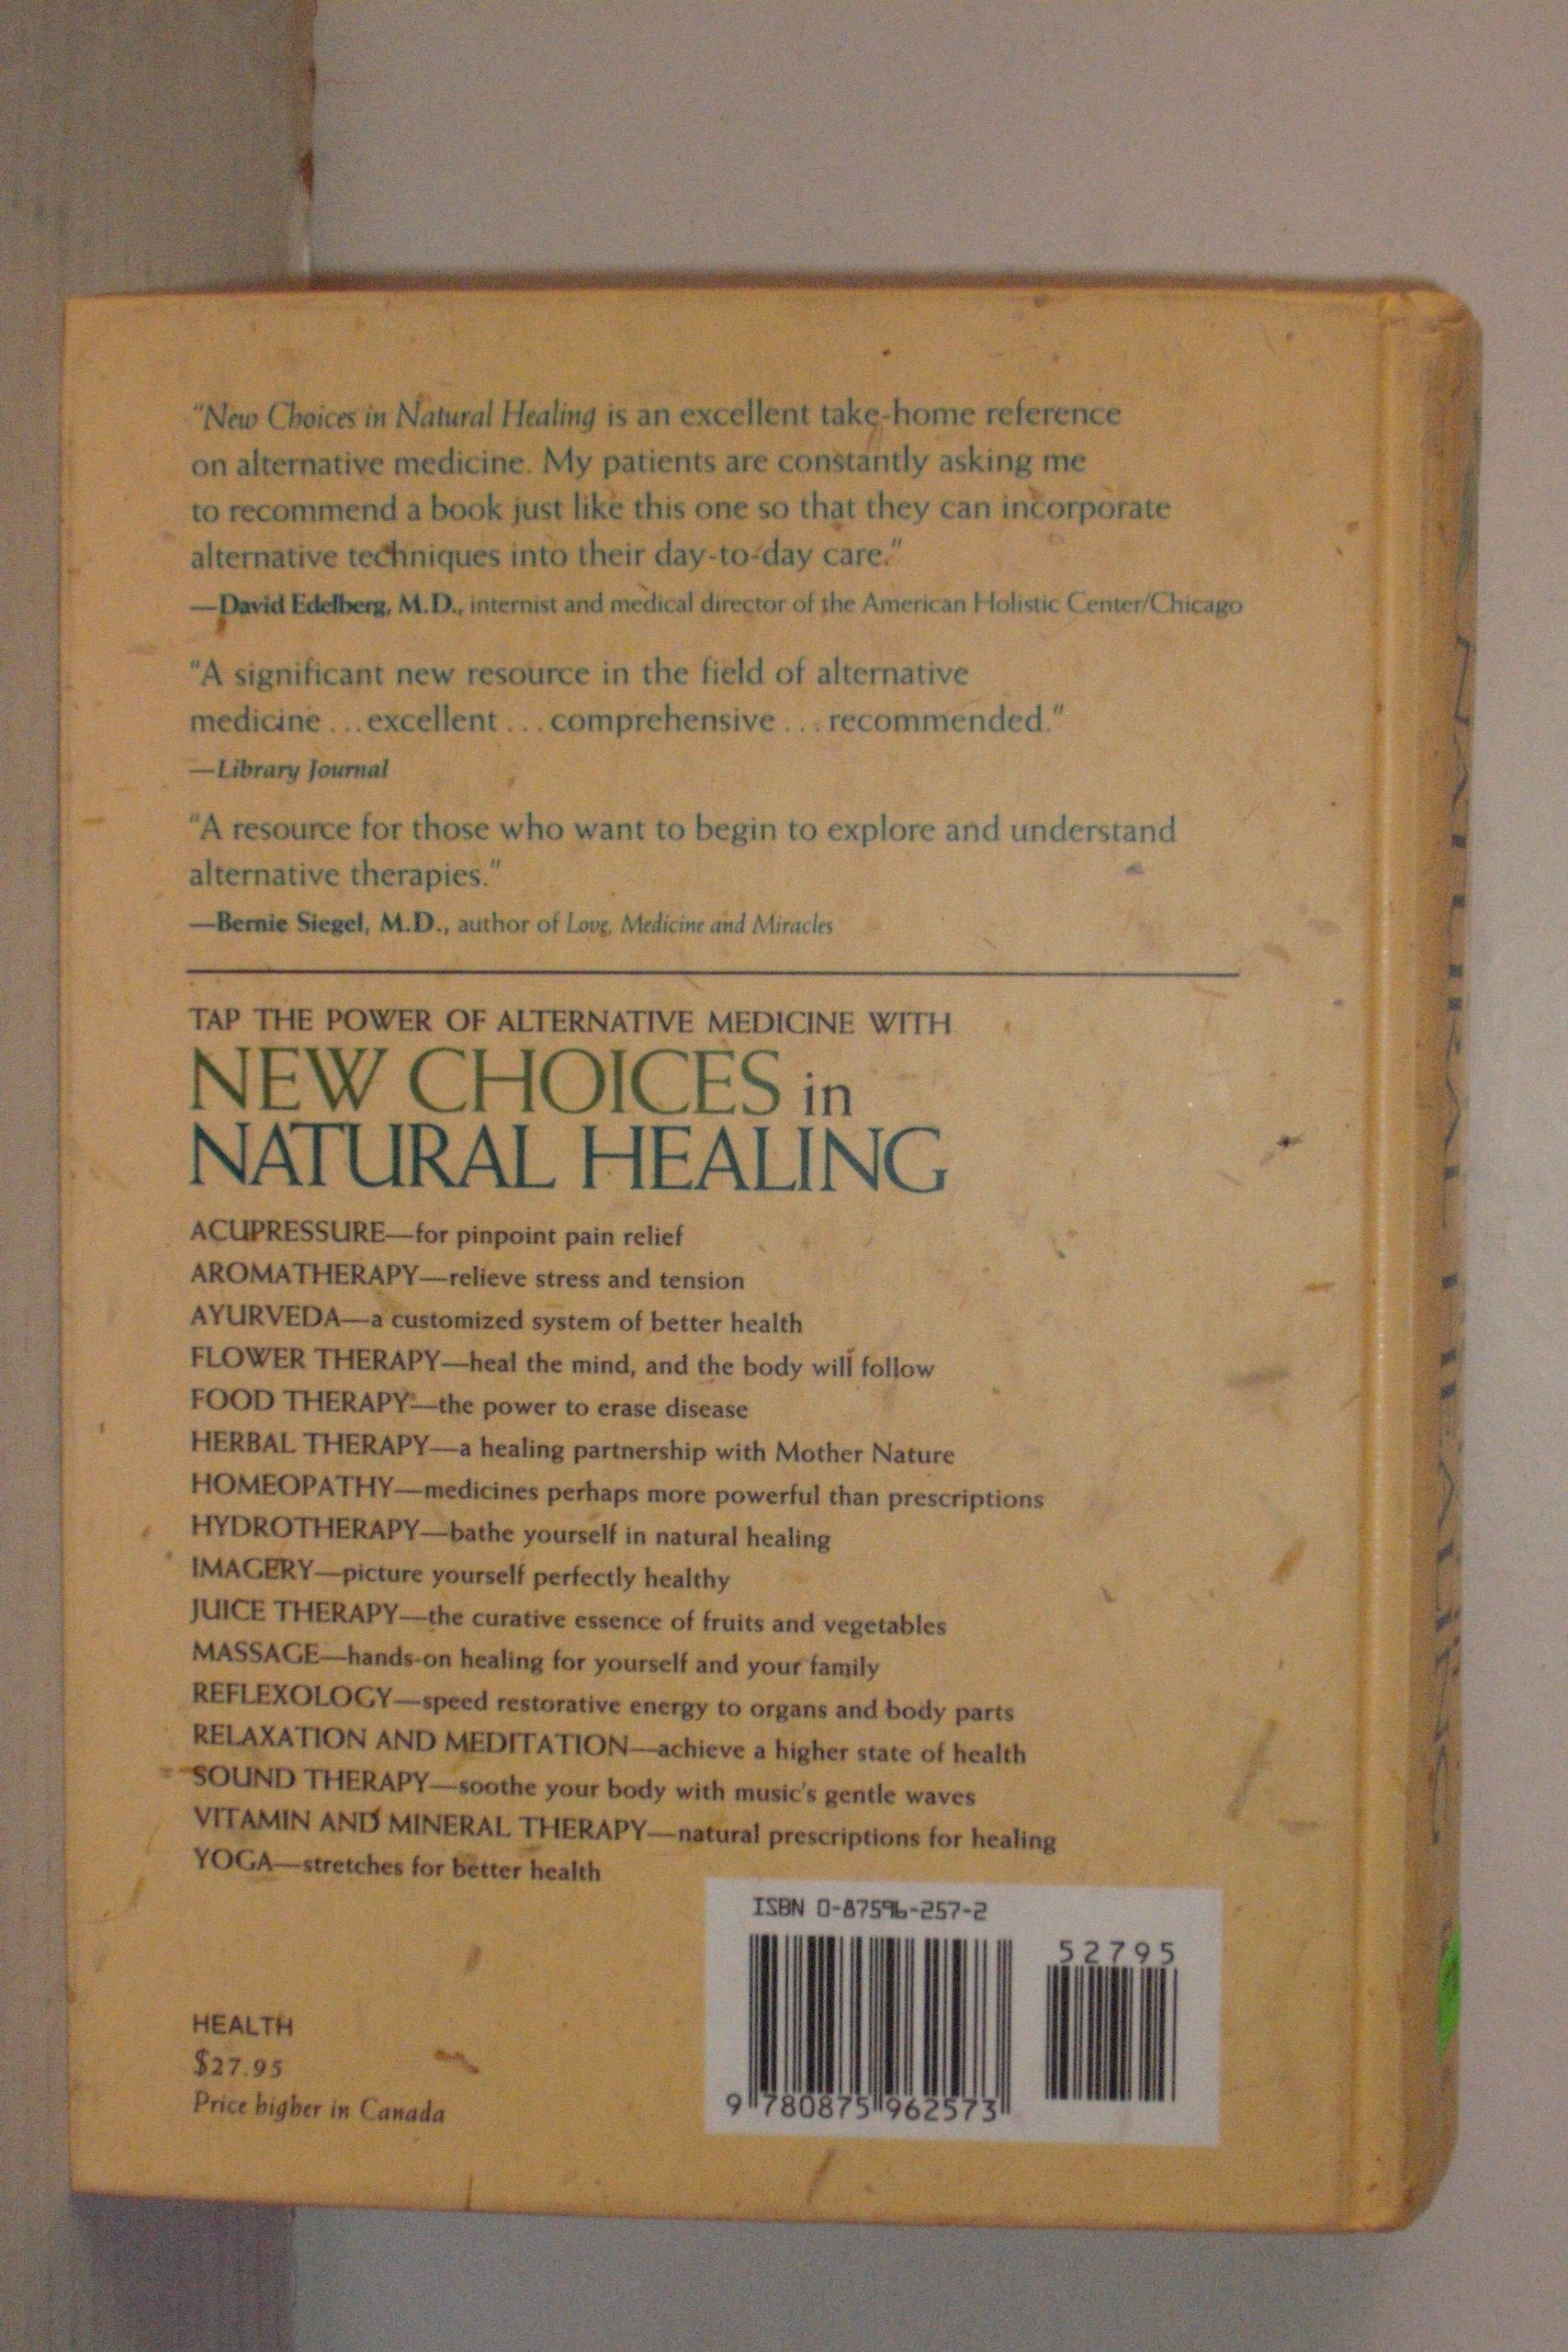 "New Choices in Natural Healing is an excellent take-home reference
on alternative medicine. My patients are constantly asking me
to recommend a book just like this one so that they can incorporate
alternative techniques into their day-to-day care."
—David Edelberg, M.D., internist and medical director of the American Holistic Center/Chicago
"A significant new resource in the field of alternative
medicine . . . excellent . . . comprehensive . . . recommended."
—Library Journal
"A resource for those who want to begin to explore and understand
alternative therapies."
—Bernie Siegel, M.D., author of Love, Medicine and Miracles
TAP THE POWER OF ALTERNATIVE MEDICINE WITH
NEW CHOICES in
NATURAL HEALING
ACUPRESSURE—for pinpoint pain relief
AROMATHERAPY—relieve stress and tension
AYURVEDA—a customized system of better health
FLOWER THERAPY—heal the mind, and the body will follow
FOOD THERAPY—the power to erase disease
HERBAL THERAPY—a healing partnership with Mother Nature
HOMEOPATHY—medicines perhaps more powerful than prescriptions
HYDROTHERAPY—bathe yourself in natural healing
IMAGERY—picture yourself perfectly healthy
JUICE THERAPY—the curative essence of fruits and vegetables
MASSAGE—hands-on healing for yourself and your family
REFLEXOLOGY—speed restorative energy to organs and body parts
RELAXATION AND MEDITATION—achieve a higher state of health
SOUND THERAPY—soothe your body with music's gentle waves
VITAMIN AND MINERAL THERAPY—natural prescriptions for healing
YOGA—stretches for better health
ISBN 0-87596-257-2
52795
9 780875 962573
HEALTH
$27.95
Price higher in Canada